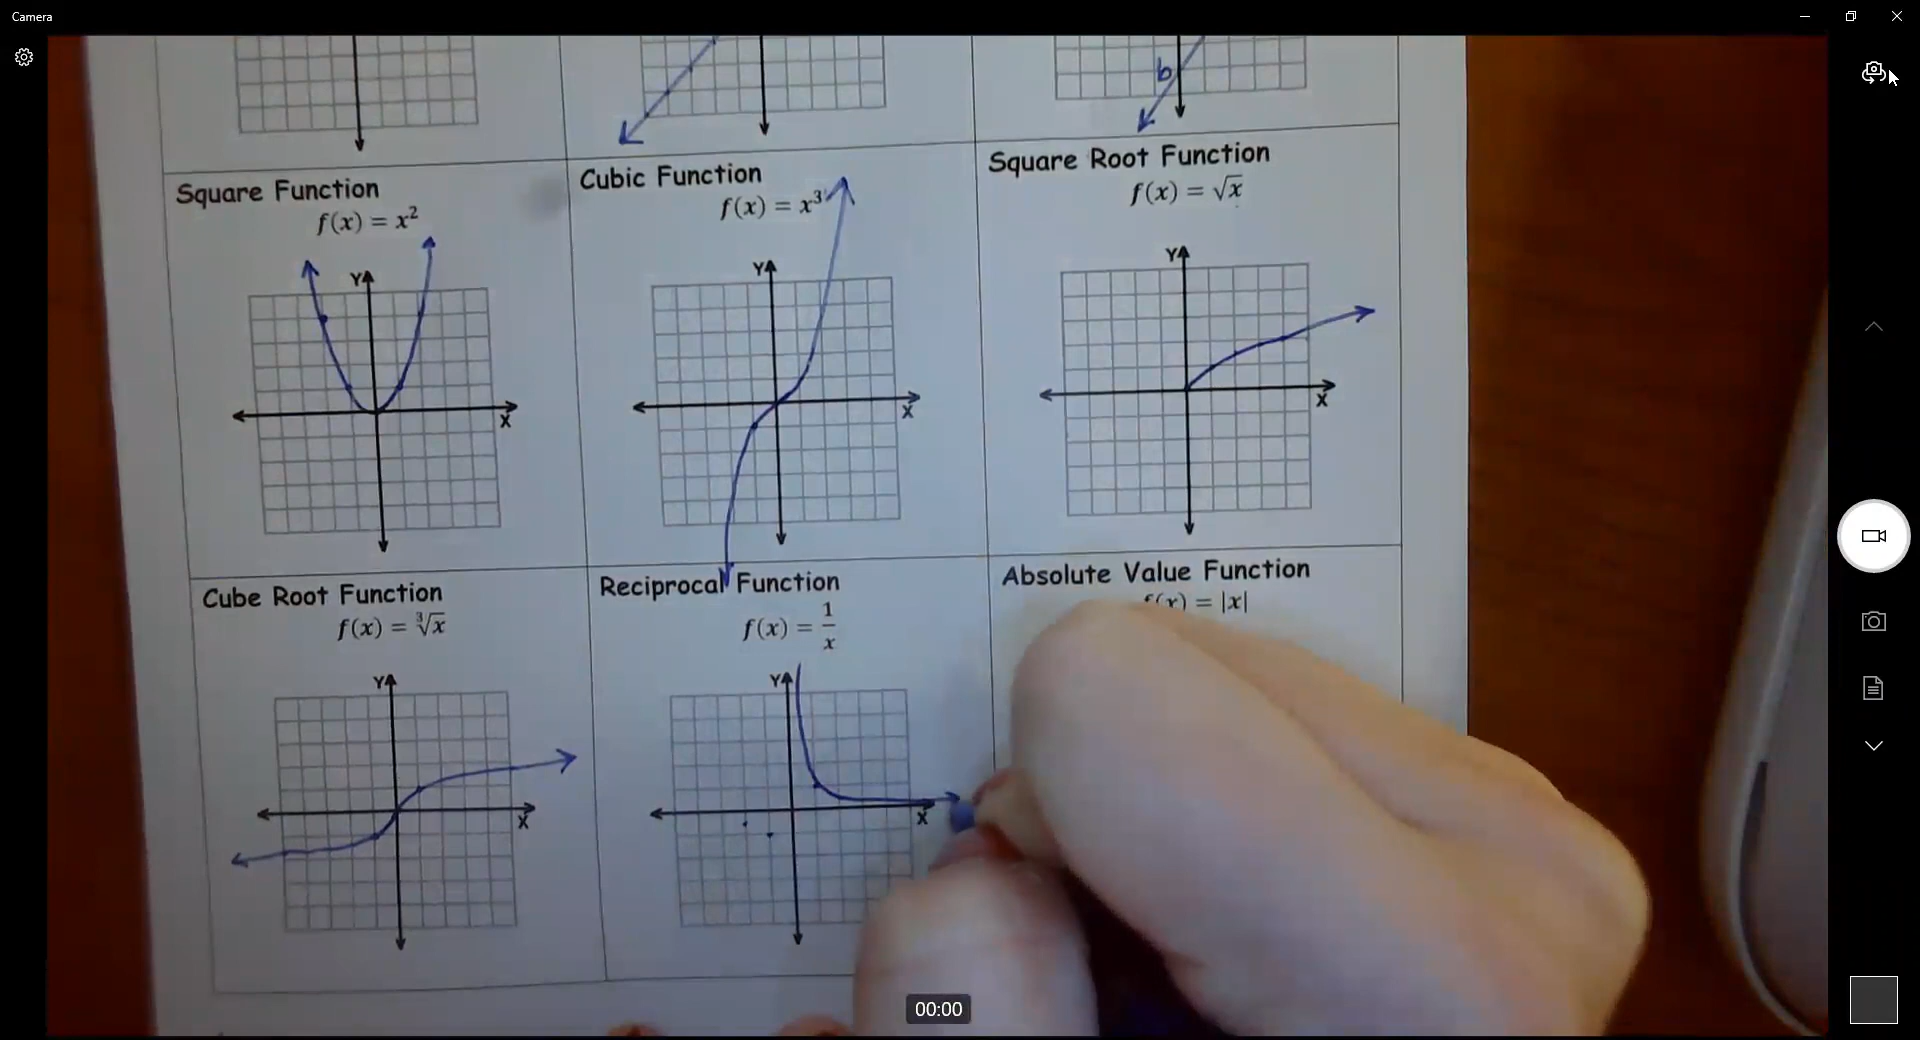 Camera
b
Square Function
f(x) = x²
Y
X
Cubic Function
f(x) = x³
Y
X
Square Root Function
f(x) = √x
Y
X
Cube Root Function
f(x) = ∛x
Y
X
Reciprocal Function
f(x) = 1/x
Y
X
Absolute Value Function
f(x) = |x|
00:00